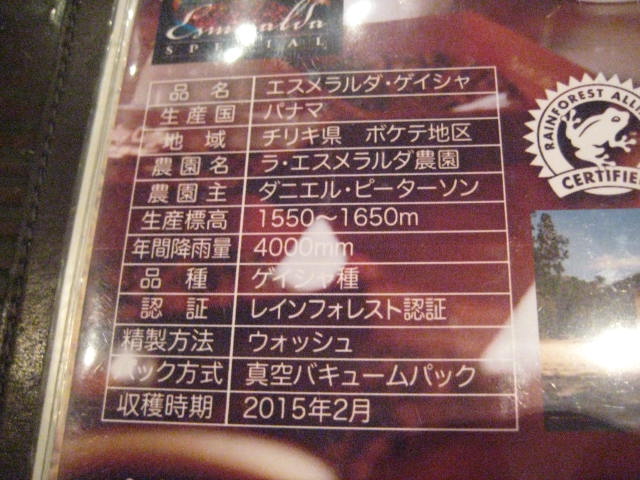 Esmeralda
SPECIAL
品名 エスメラルダ・ゲイシャ
生産国 パナマ
地域 チリキ県 ボケテ地区
農園名 ラ・エスメラルダ農園
農園主 ダニエル・ピーターソン
生産標高 1550〜1650m
年間降雨量 4000mm
品種 ゲイシャ種
認証 レインフォレスト認証
精製方法 ウォッシュ
パック方式 真空バキュームパック
収穫時期 2015年2月
RAINFOREST ALL
CERTIFIE